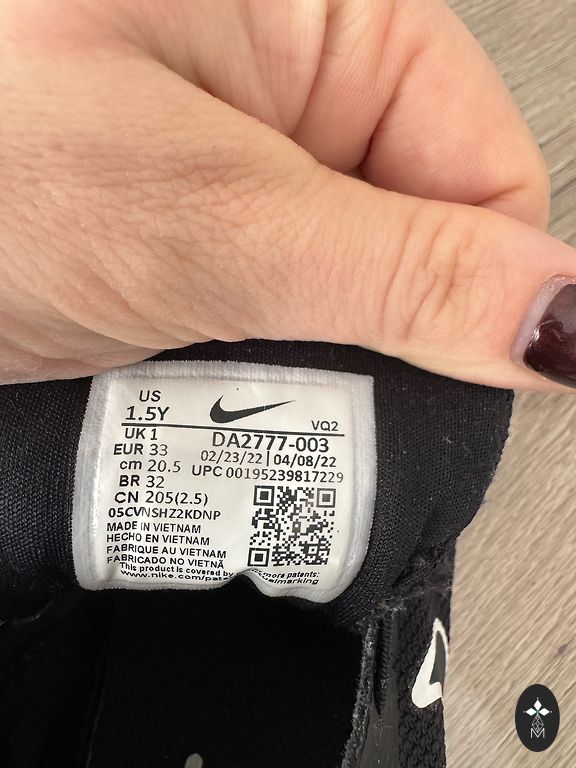 US
1.5Y
VQ2
UK 1
DA2777-003
EUR 33
02/23/22 | 04/08/22
cm 20.5
UPC 00195239817229
BR 32
CN 205(2.5)
05CVNSHZ2KDNP
MADE IN VIETNAM
HECHO EN VIETNAM
FABRIQUE AU VIETNAM
FABRICADO NO VIETNÃ
This product is covered by more patents:
www.nike.com/patentmarking
M